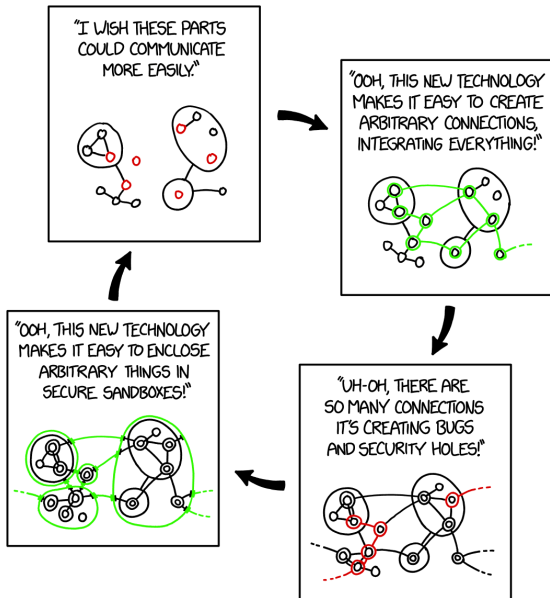 "I WISH THESE PARTS
COULD COMMUNICATE
MORE EASILY."
"OOH, THIS NEW TECHNOLOGY
MAKES IT EASY TO CREATE
ARBITRARY CONNECTIONS,
INTEGRATING EVERYTHING!"
"UH-OH, THERE ARE
SO MANY CONNECTIONS
IT'S CREATING BUGS
AND SECURITY HOLES!"
"OOH, THIS NEW TECHNOLOGY
MAKES IT EASY TO ENCLOSE
ARBITRARY THINGS IN
SECURE SANDBOXES!"